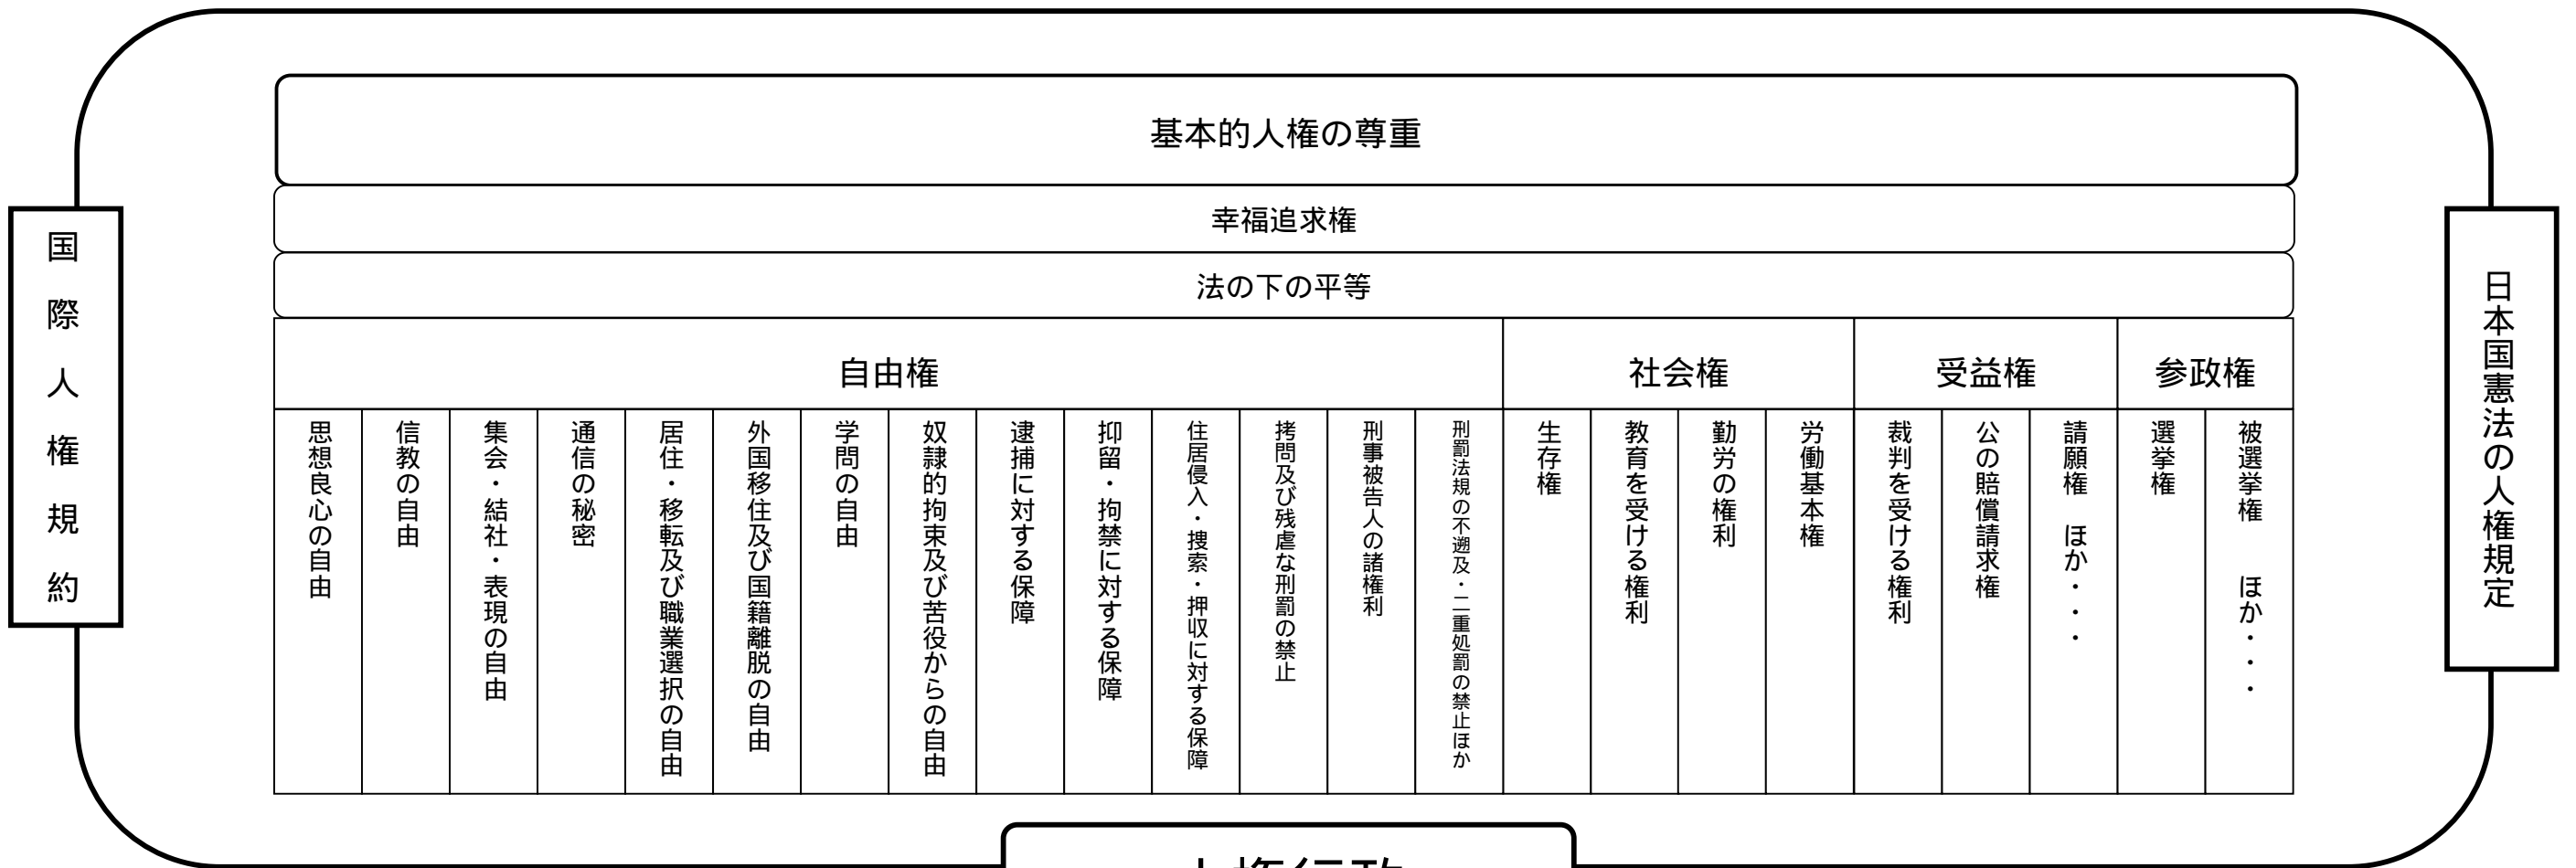 基本的人権の尊重
幸福追求権
法の下の平等
自由権
社会権
受益権
参政権
思想良心の自由
信教の自由
集会・結社・表現の自由
通信の秘密
居住・移転及び職業選択の自由
外国移住及び国籍離脱の自由
学問の自由
奴隷的拘束及び苦役からの自由
逮捕に対する保障
抑留・拘禁に対する保障
住居侵入・捜索・押収に対する保障
拷問及び残虐な刑罰の禁止
刑事被告人の諸権利
刑罰法規の不遡及・二重処罰の禁止ほか
生存権
教育を受ける権利
勤労の権利
労働基本権
裁判を受ける権利
公の賠償請求権
請願権　ほか・・・
選挙権
被選挙権　　ほか・・・
国際人権規約
日本国憲法の人権規定